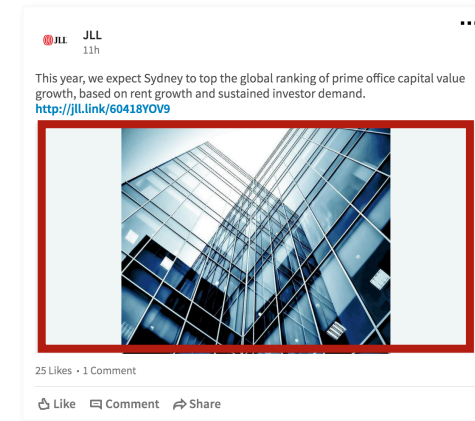 JLL
JLL
11h
This year, we expect Sydney to top the global ranking of prime office capital value
growth, based on rent growth and sustained investor demand.
http://jll.link/60418YOV9
25 Likes • 1 Comment
Like Comment Share